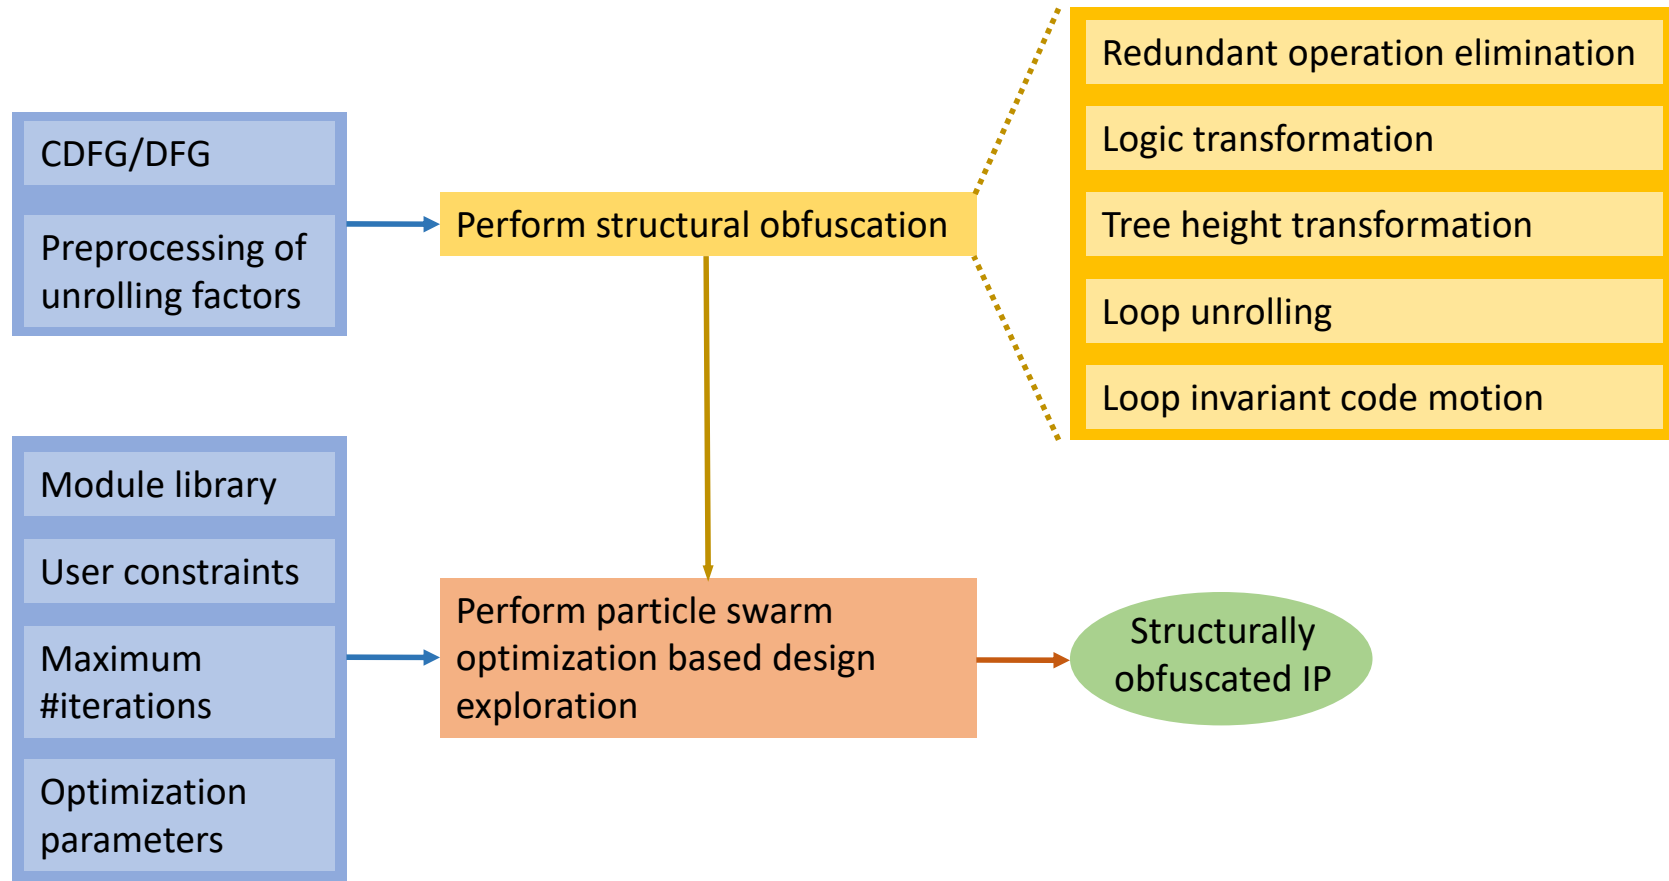 CDFG/DFG
Preprocessing of
unrolling factors
Perform structural obfuscation
Redundant operation elimination
Logic transformation
Tree height transformation
Loop unrolling
Loop invariant code motion
Module library
User constraints
Maximum
#iterations
Optimization
parameters
Perform particle swarm
optimization based design
exploration
Structurally
obfuscated IP